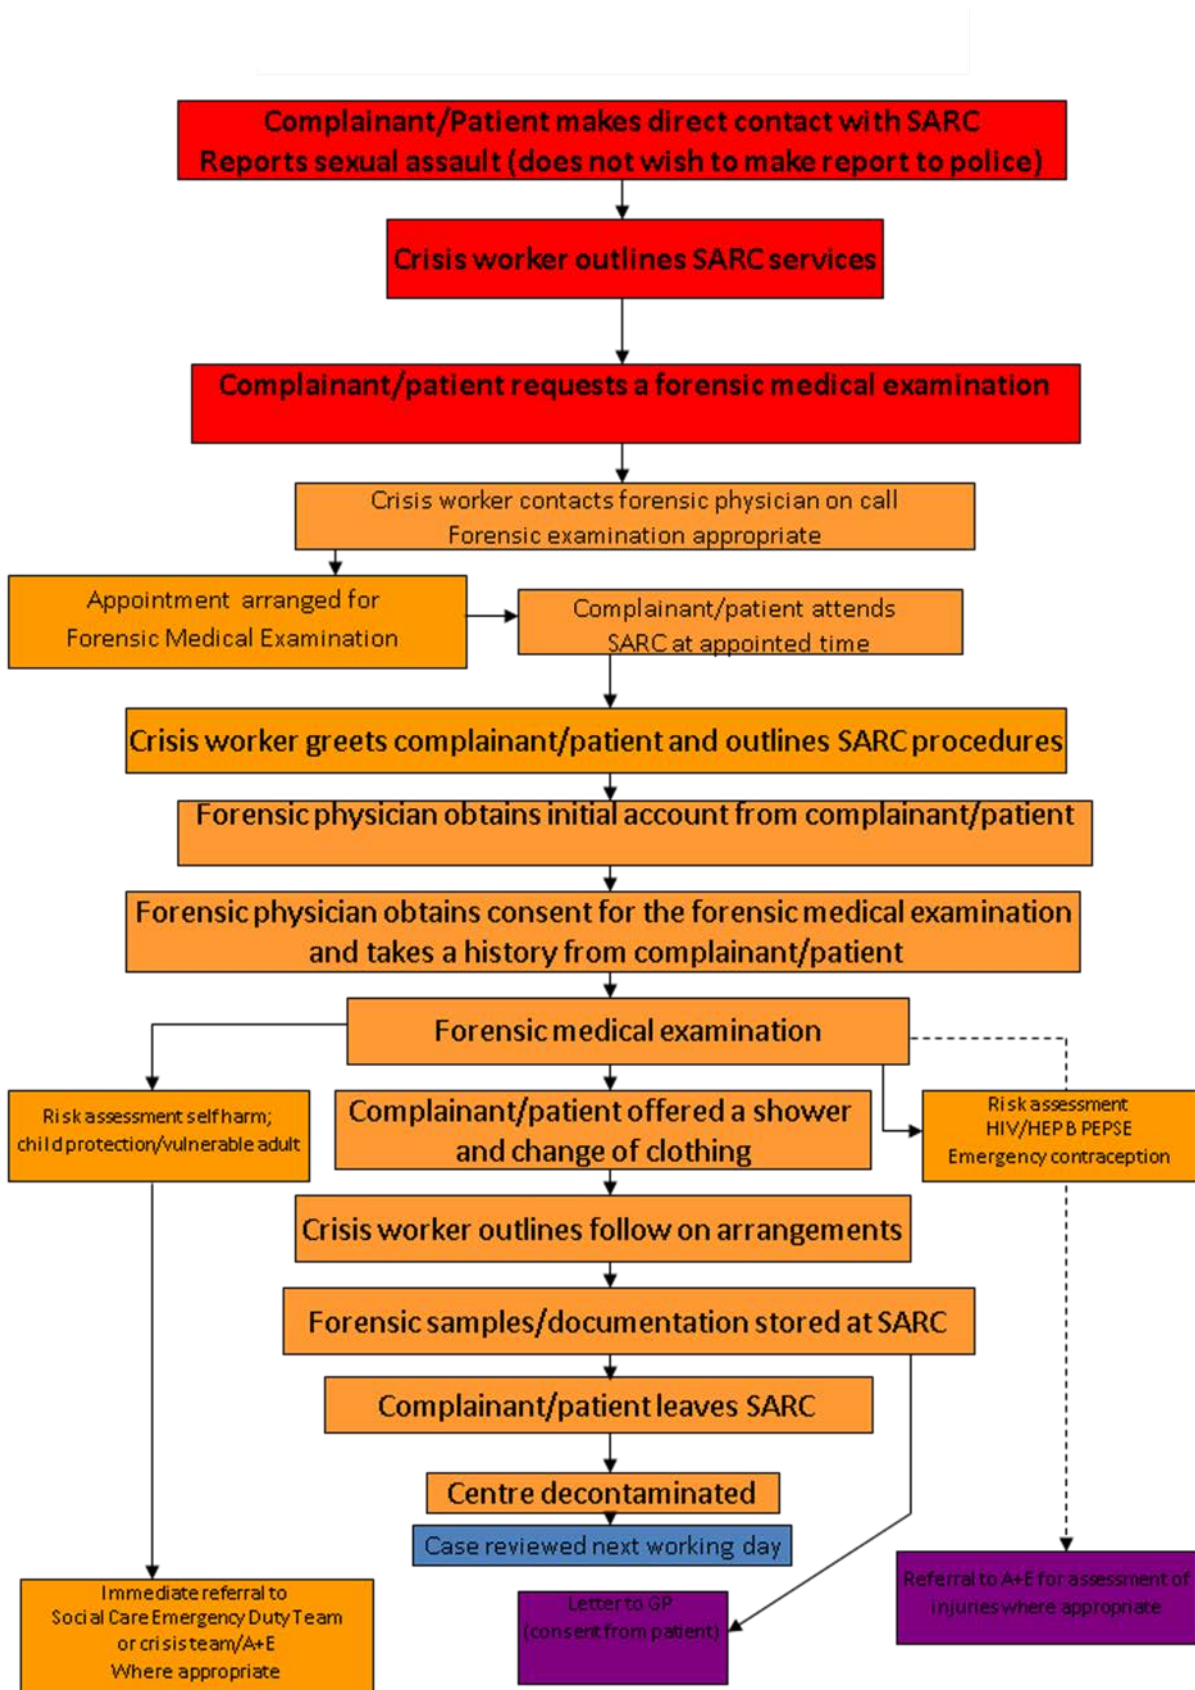 Complainant/Patient makes direct contact with SARC
Reports sexual assault (does not wish to make report to police)
Crisis worker outlines SARC services
Complainant/patient requests a forensic medical examination
Crisis worker contacts forensic physician on call
Forensic examination appropriate
Appointment arranged for
Forensic Medical Examination
Complainant/patient attends
SARC at appointed time
Crisis worker greets complainant/patient and outlines SARC procedures
Forensic physician obtains initial account from complainant/patient
Forensic physician obtains consent for the forensic medical examination
and takes a history from complainant/patient
Forensic medical examination
Risk assessment self harm;
child protection/vulnerable adult
Complainant/patient offered a shower
and change of clothing
Risk assessment
HIV/HEP B PEPSE
Emergency contraception
Crisis worker outlines follow on arrangements
Forensic samples/documentation stored at SARC
Complainant/patient leaves SARC
Centre decontaminated
Case reviewed next working day
Immediate referral to
Social Care Emergency Duty Team
or crisis team/A+E
Where appropriate
Letter to GP
(consent from patient)
Referral to A+E for assessment of
injuries where appropriate